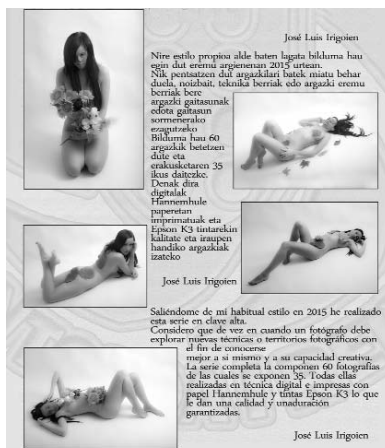 José Luis Irigoien
Nire estilo propioa alde baten lagata bilduma hau
egin dut eremu argienenan 2015 urtean.
Nik pentsatzen dut argazkilari batek miatu behar
duela, noizbait, teknika berriak edo argazki eremu
berriak bere
argazki gaitasunak
edota gaitasun
sormenerako
ezagutzeko
Bilduma hau 60
argazkik betetzen
dute eta
erakusketaren 35
ikus daitezke.
Denak dira
digitalak
Hannemhule
paperetan
imprimatuak eta
Epson K3 tintarekin
kalitate eta iraupen
handiko argazkiak
izateko
José Luis Irigoien
Saliéndome de mi habitual estilo en 2015 he realizado
esta serie en clave alta.
Considero que de vez en cuando un fotógrafo debe
explorar nuevas técnicas o territorios fotográficos con
el fin de conocerse
mejor a si mismo y a su capacidad creativa.
La serie completa la componen 60 fotografías
de las cuales se exponen 35. Todas ellas
realizadas en técnica digital e impresas con
papel Hannemhule y tintas Epson K3 lo que
le dan una calidad y unaduración
garantizadas.
José Luis Irigoien